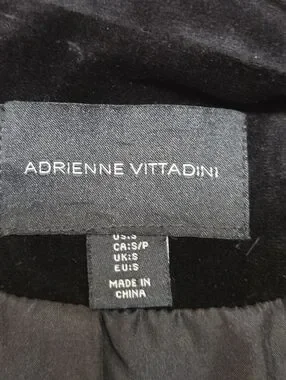 ADRIENNE VITTADINI
US:S
CA:S/P
UK:S
EU:S
MADE IN
CHINA